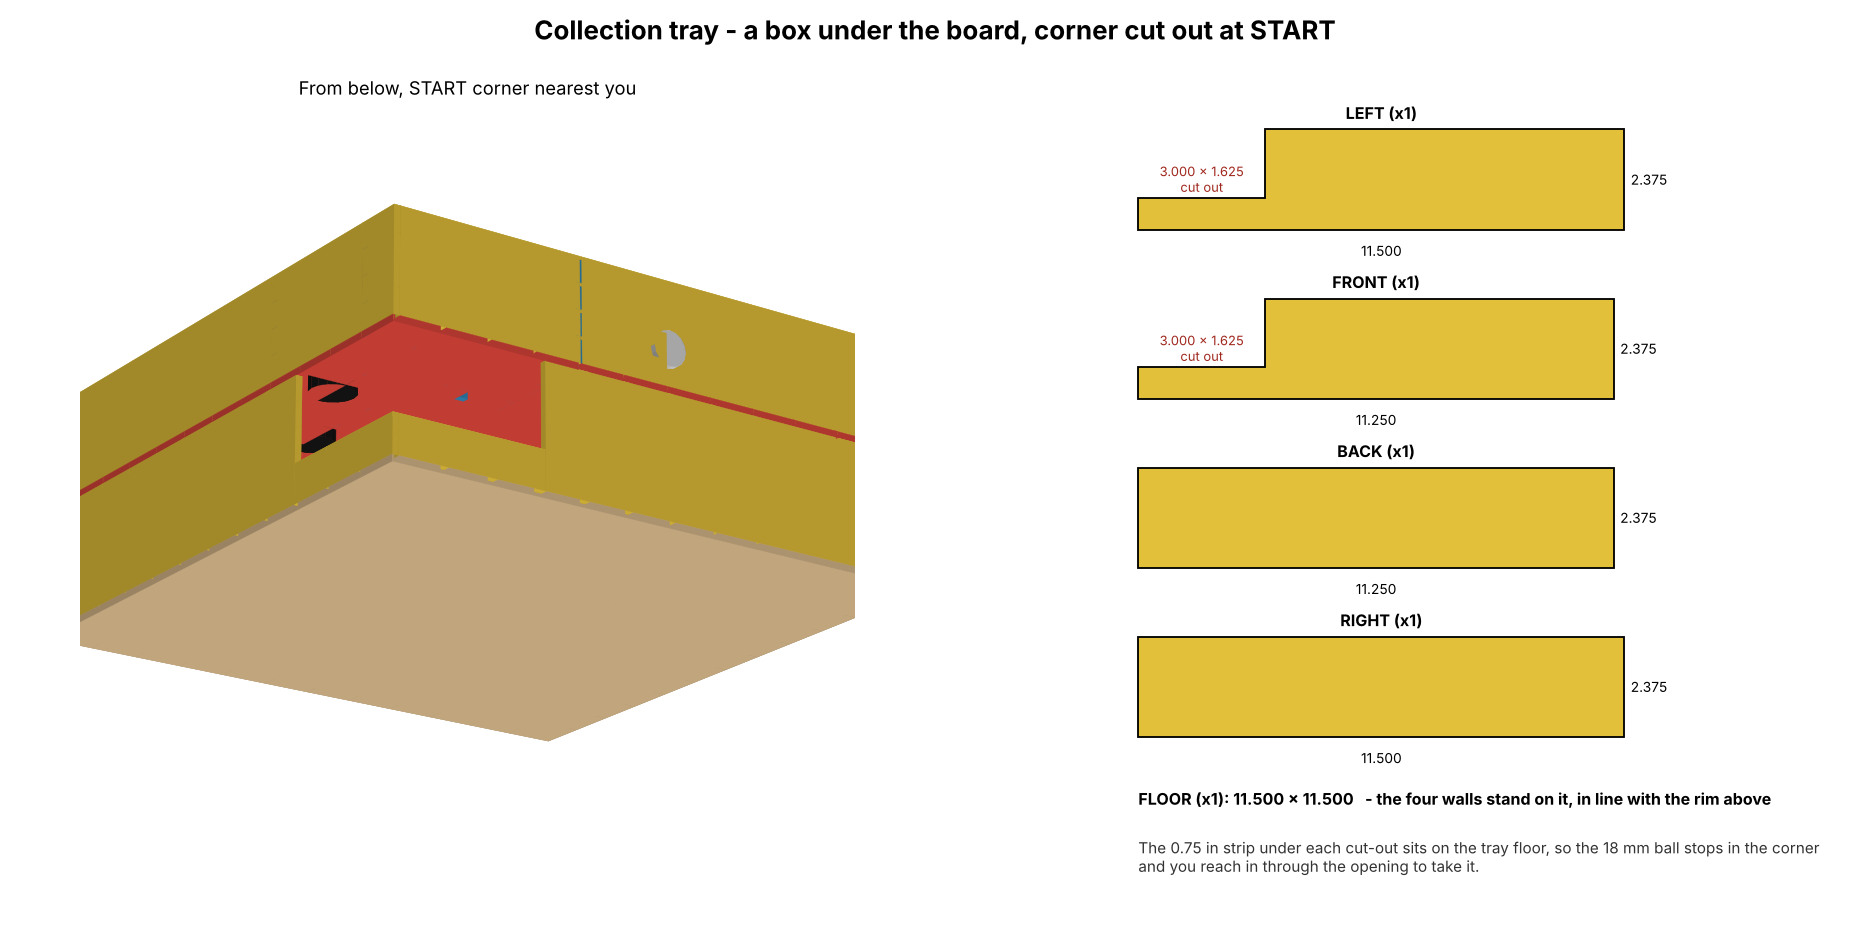 Collection tray - a box under the board, corner cut out at START
From below, START corner nearest you
LEFT (x1)
3.000 × 1.625
cut out
2.375
11.500
FRONT (x1)
3.000 × 1.625
cut out
2.375
11.250
BACK (x1)
2.375
11.250
RIGHT (x1)
2.375
11.500
FLOOR (x1): 11.500 × 11.500 - the four walls stand on it, in line with the rim above
The 0.75 in strip under each cut-out sits on the tray floor, so the 18 mm ball stops in the corner
and you reach in through the opening to take it.